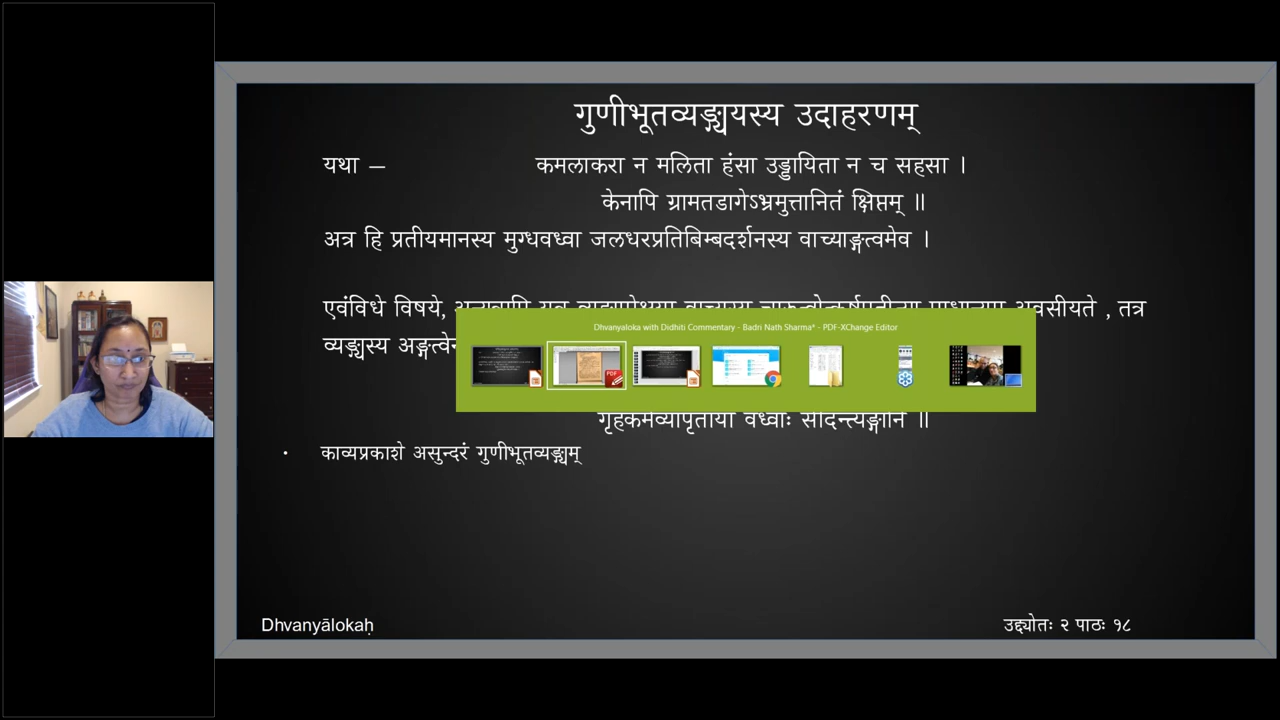 गुणीभूतव्यङ्ग्यस्य उदाहरणम्
यथा – कमलाकरा न मलिता हंसा उड्डायिता न च सहसा ।
केनापि ग्रामतडागेऽभ्रमुत्तानितं क्षिप्तम् ॥
अत्र हि प्रतीयमानस्य मुग्धवध्वा जलधरप्रतिबिम्बदर्शनस्य वाच्याङ्गत्वमेव ।
एवंविधे विषये, अवसीयते , तत्र
व्यङ्ग्यस्य
Dhvanyaloka with Didhiti Commentary - Badri Nath Sharma* - PDF-XChange Editor
PDF
गृहकर्मव्यापृताया वध्वाः सीदन्त्यङ्गानि ॥
• काव्यप्रकाशे असुन्दरं गुणीभूतव्यङ्ग्यम्
Dhvanyālokaḥ उद्द्योतः २ पाठः १८